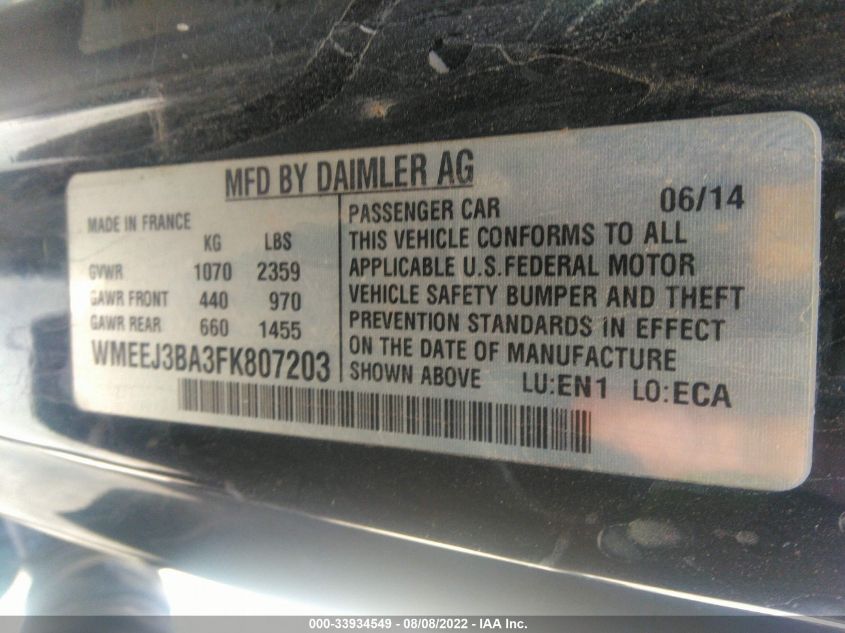 MFD BY DAIMLER AG
MADE IN FRANCE
KG LBS
GVWR 1070 2359
GAWR FRONT 440 970
GAWR REAR 660 1455
WMEEJ3BA3FK807203
PASSENGER CAR 06/14
THIS VEHICLE CONFORMS TO ALL
APPLICABLE U.S.FEDERAL MOTOR
VEHICLE SAFETY BUMPER AND THEFT
PREVENTION STANDARDS IN EFFECT
ON THE DATE OF MANUFACTURE
SHOWN ABOVE LU:EN1 LO:ECA
000-33934549 - 08/08/2022 - IAA Inc.